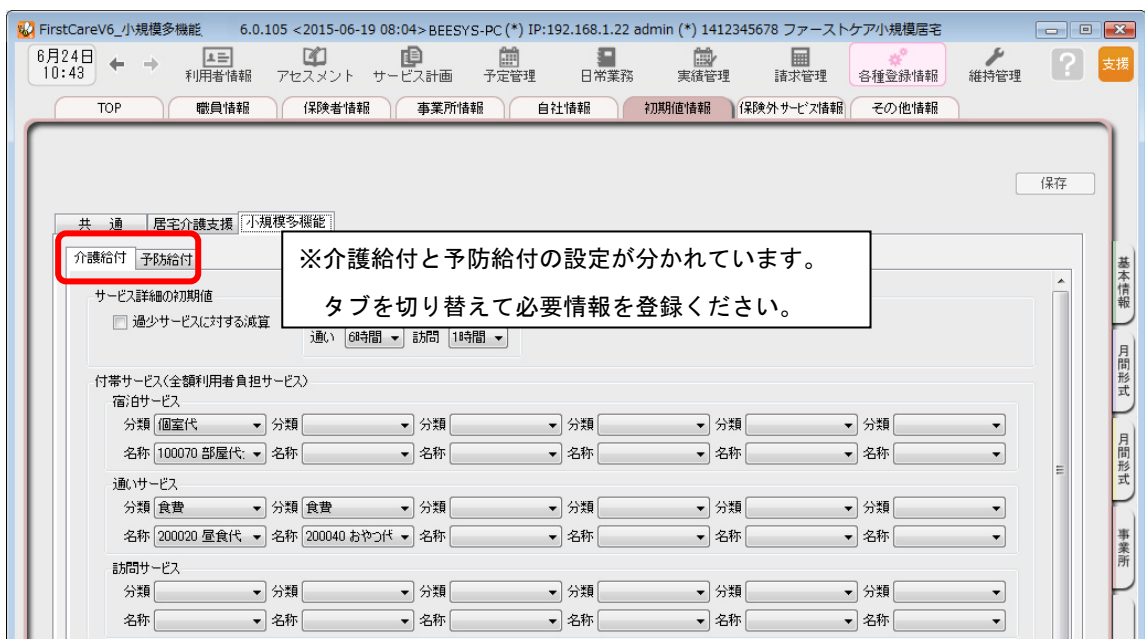 FirstCareV6_小規模多機能 6.0.105 <2015-06-19 08:04> BEESYS-PC (*) IP:192.168.1.22 admin (*) 1412345678 ファーストケア小規模居宅
6月24日
10:43
利用者情報 アセスメント サービス計画 予定管理 日常業務 実績管理 請求管理 各種登録情報 維持管理 ? 支援
TOP 職員情報 保険者情報 事業所情報 自社情報 初期値情報 保険外サービス情報 その他情報
保存
共 通 居宅介護支援 小規模多機能
介護給付 予防給付
※介護給付と予防給付の設定が分かれています。
タブを切り替えて必要情報を登録ください。
サービス詳細の初期値
過少サービスに対する減算
通い 6時間 訪問 1時間
付帯サービス(全額利用者負担サービス)
宿泊サービス
分類 個室代 分類 分類 分類 分類 分類
名称 100070 部屋代: 名称 名称 名称 名称 名称
通いサービス
分類 食費 分類 食費 分類 分類 分類 分類
名称 200020 昼食代 名称 200040 おやつ代 名称 名称 名称 名称
訪問サービス
分類 分類 分類 分類 分類 分類
名称 名称 名称 名称 名称 名称
基本情報
月間形式
月間形式
事業所